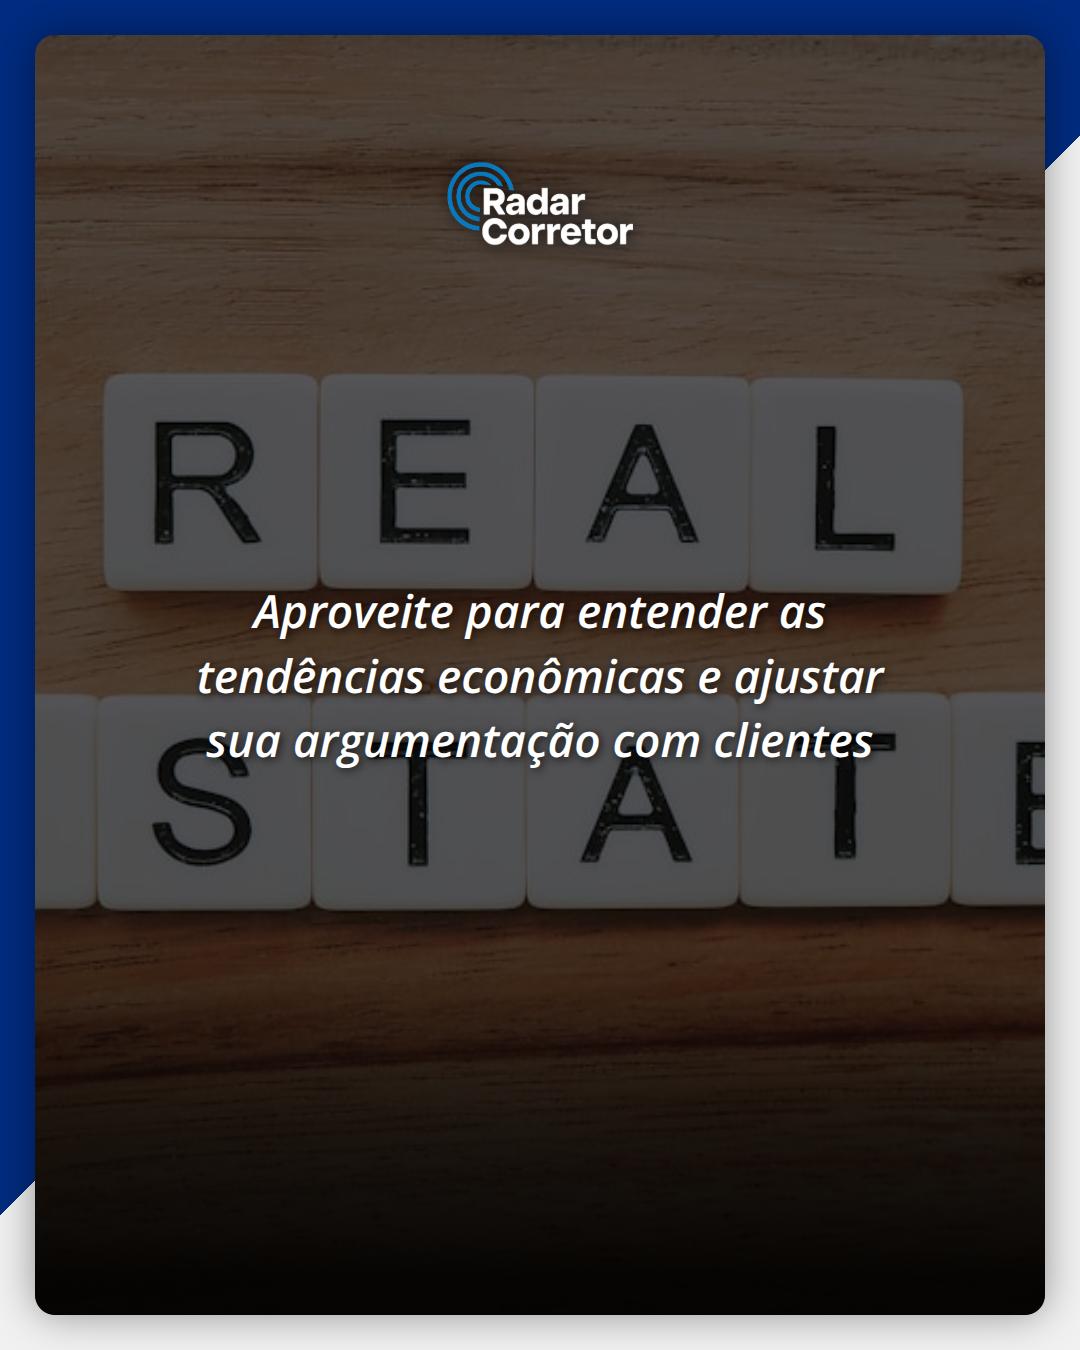 Radar
Corretor
REAL
Aproveite para entender as
tendências econômicas e ajustar
sua argumentação com clientes
STATE